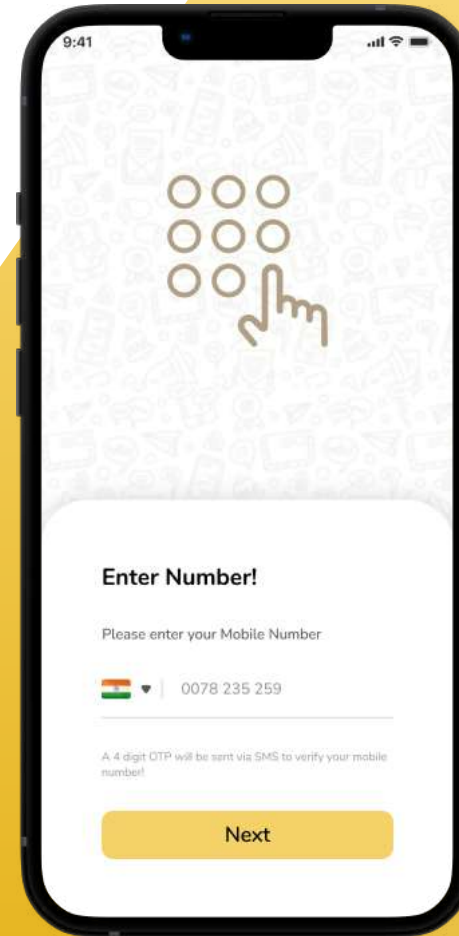 9:41
Enter Number!
Please enter your Mobile Number
0078 235 259
A 4 digit OTP will be sent via SMS to verify your mobile
number!
Next